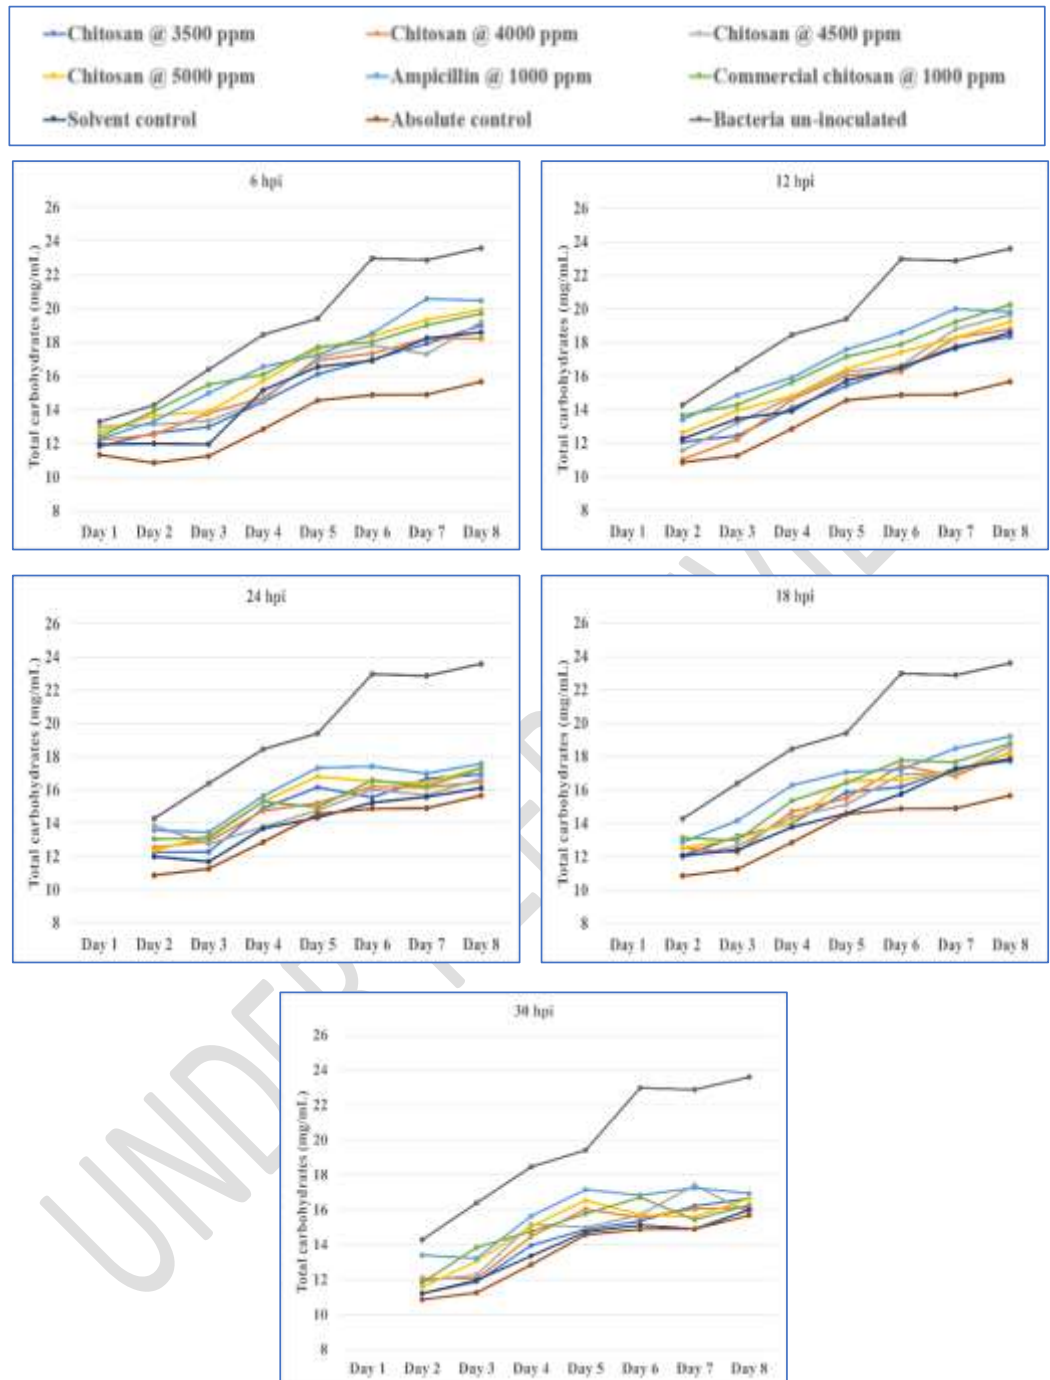 Chitosan @ 3500 ppm
Chitosan @ 4000 ppm
Chitosan @ 4500 ppm
Chitosan @ 5000 ppm
Ampicillin @ 1000 ppm
Commercial chitosan @ 1000 ppm
Solvent control
Absolute control
Bacteria un-inoculated
6 hpi
Total carbohydrates (mg/mL)
26
24
22
20
18
16
14
12
10
8
Day 1 Day 2 Day 3 Day 4 Day 5 Day 6 Day 7 Day 8
12 hpi
Total carbohydrates (mg/mL)
26
24
22
20
18
16
14
12
10
8
Day 1 Day 2 Day 3 Day 4 Day 5 Day 6 Day 7 Day 8
24 hpi
Total carbohydrates (mg/mL)
26
24
22
20
18
16
14
12
10
8
Day 1 Day 2 Day 3 Day 4 Day 5 Day 6 Day 7 Day 8
18 hpi
Total carbohydrates (mg/mL)
26
24
22
20
18
16
14
12
10
8
Day 1 Day 2 Day 3 Day 4 Day 5 Day 6 Day 7 Day 8
30 hpi
Total carbohydrates (mg/mL)
26
24
22
20
18
16
14
12
10
8
Day 1 Day 2 Day 3 Day 4 Day 5 Day 6 Day 7 Day 8
UNDER